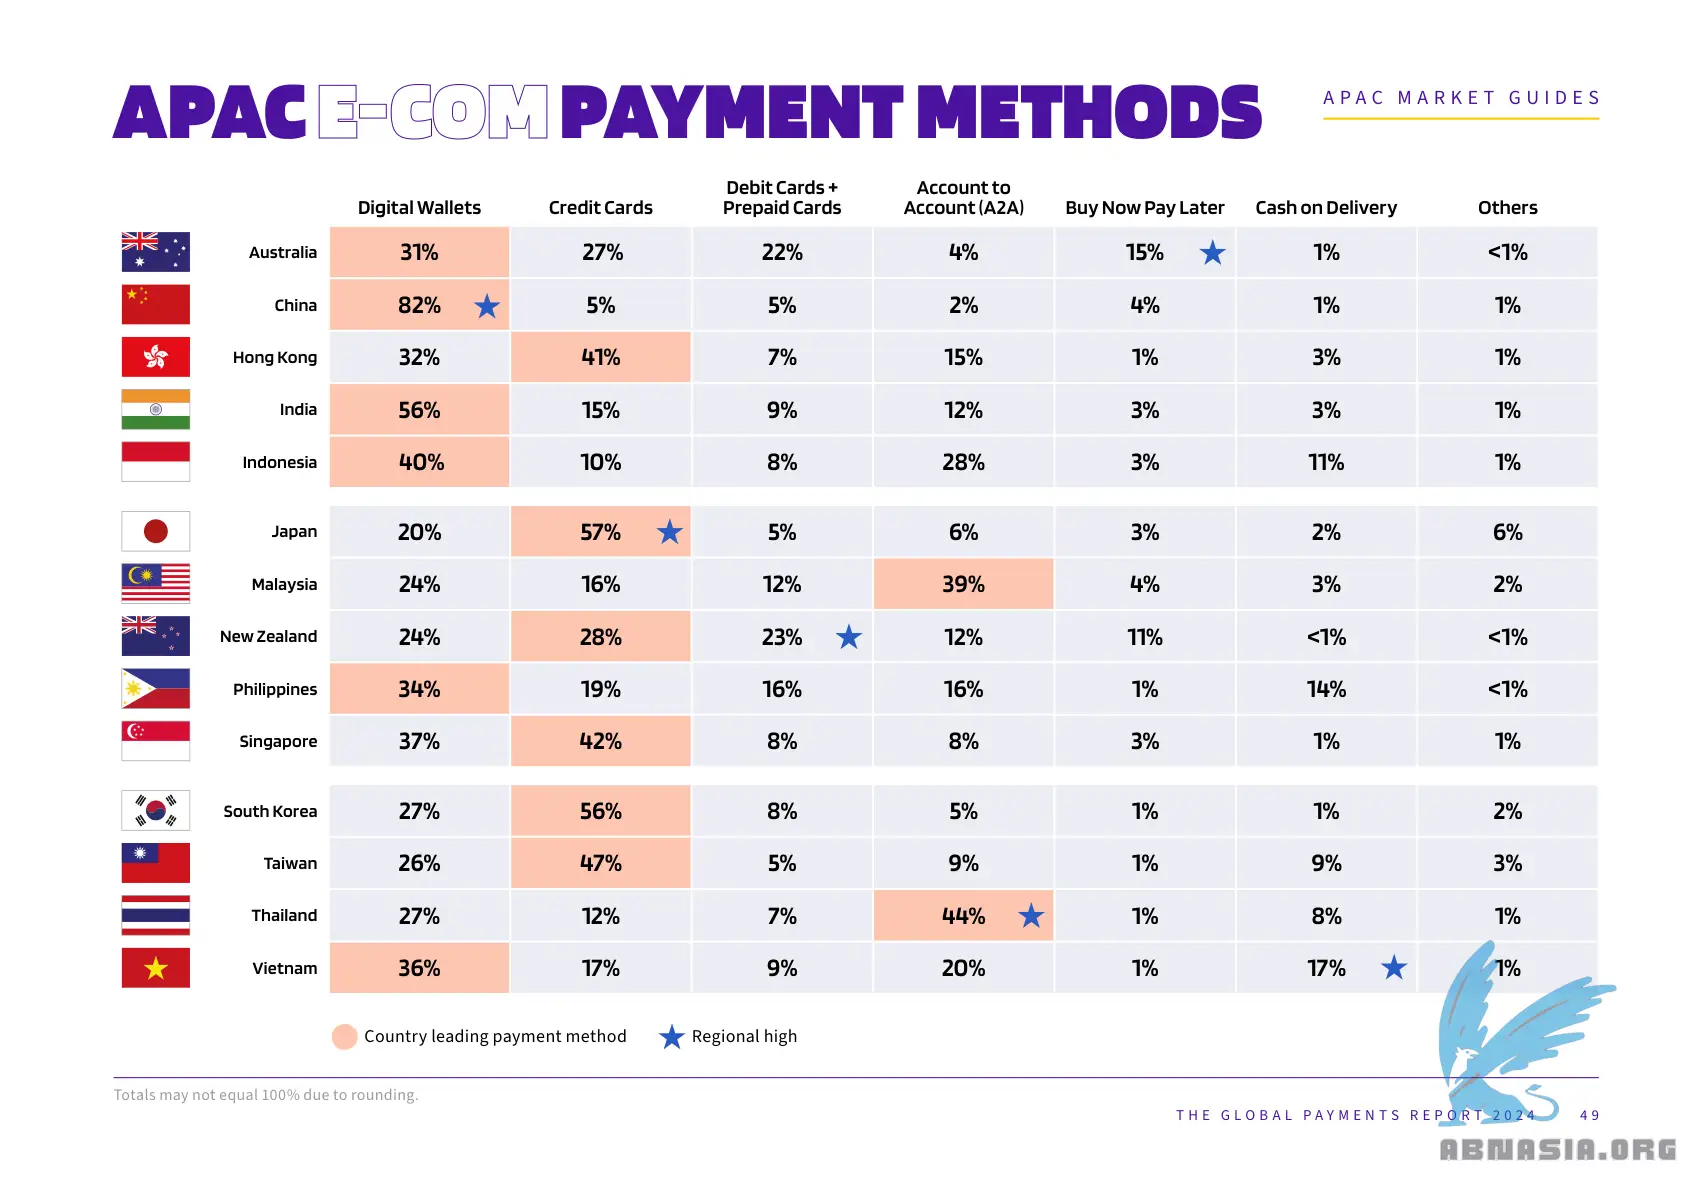 APAC E-COM PAYMENT METHODS
APAC MARKET GUIDES
Digital Wallets Credit Cards Debit Cards + Prepaid Cards Account to Account (A2A) Buy Now Pay Later Cash on Delivery Others
Australia 31% 27% 22% 4% 15% 1% <1%
China 82% 5% 5% 2% 4% 1% 1%
Hong Kong 32% 41% 7% 15% 1% 3% 1%
India 56% 15% 9% 12% 3% 3% 1%
Indonesia 40% 10% 8% 28% 3% 11% 1%
Japan 20% 57% 5% 6% 3% 2% 6%
Malaysia 24% 16% 12% 39% 4% 3% 2%
New Zealand 24% 28% 23% 12% 11% <1% <1%
Philippines 34% 19% 16% 16% 1% 14% <1%
Singapore 37% 42% 8% 8% 3% 1% 1%
South Korea 27% 56% 8% 5% 1% 1% 2%
Taiwan 26% 47% 5% 9% 1% 9% 3%
Thailand 27% 12% 7% 44% 1% 8% 1%
Vietnam 36% 17% 9% 20% 1% 17% 1%
Country leading payment method Regional high
Totals may not equal 100% due to rounding.
THE GLOBAL PAYMENTS REPORT 2024 49
ABNASIA.ORG